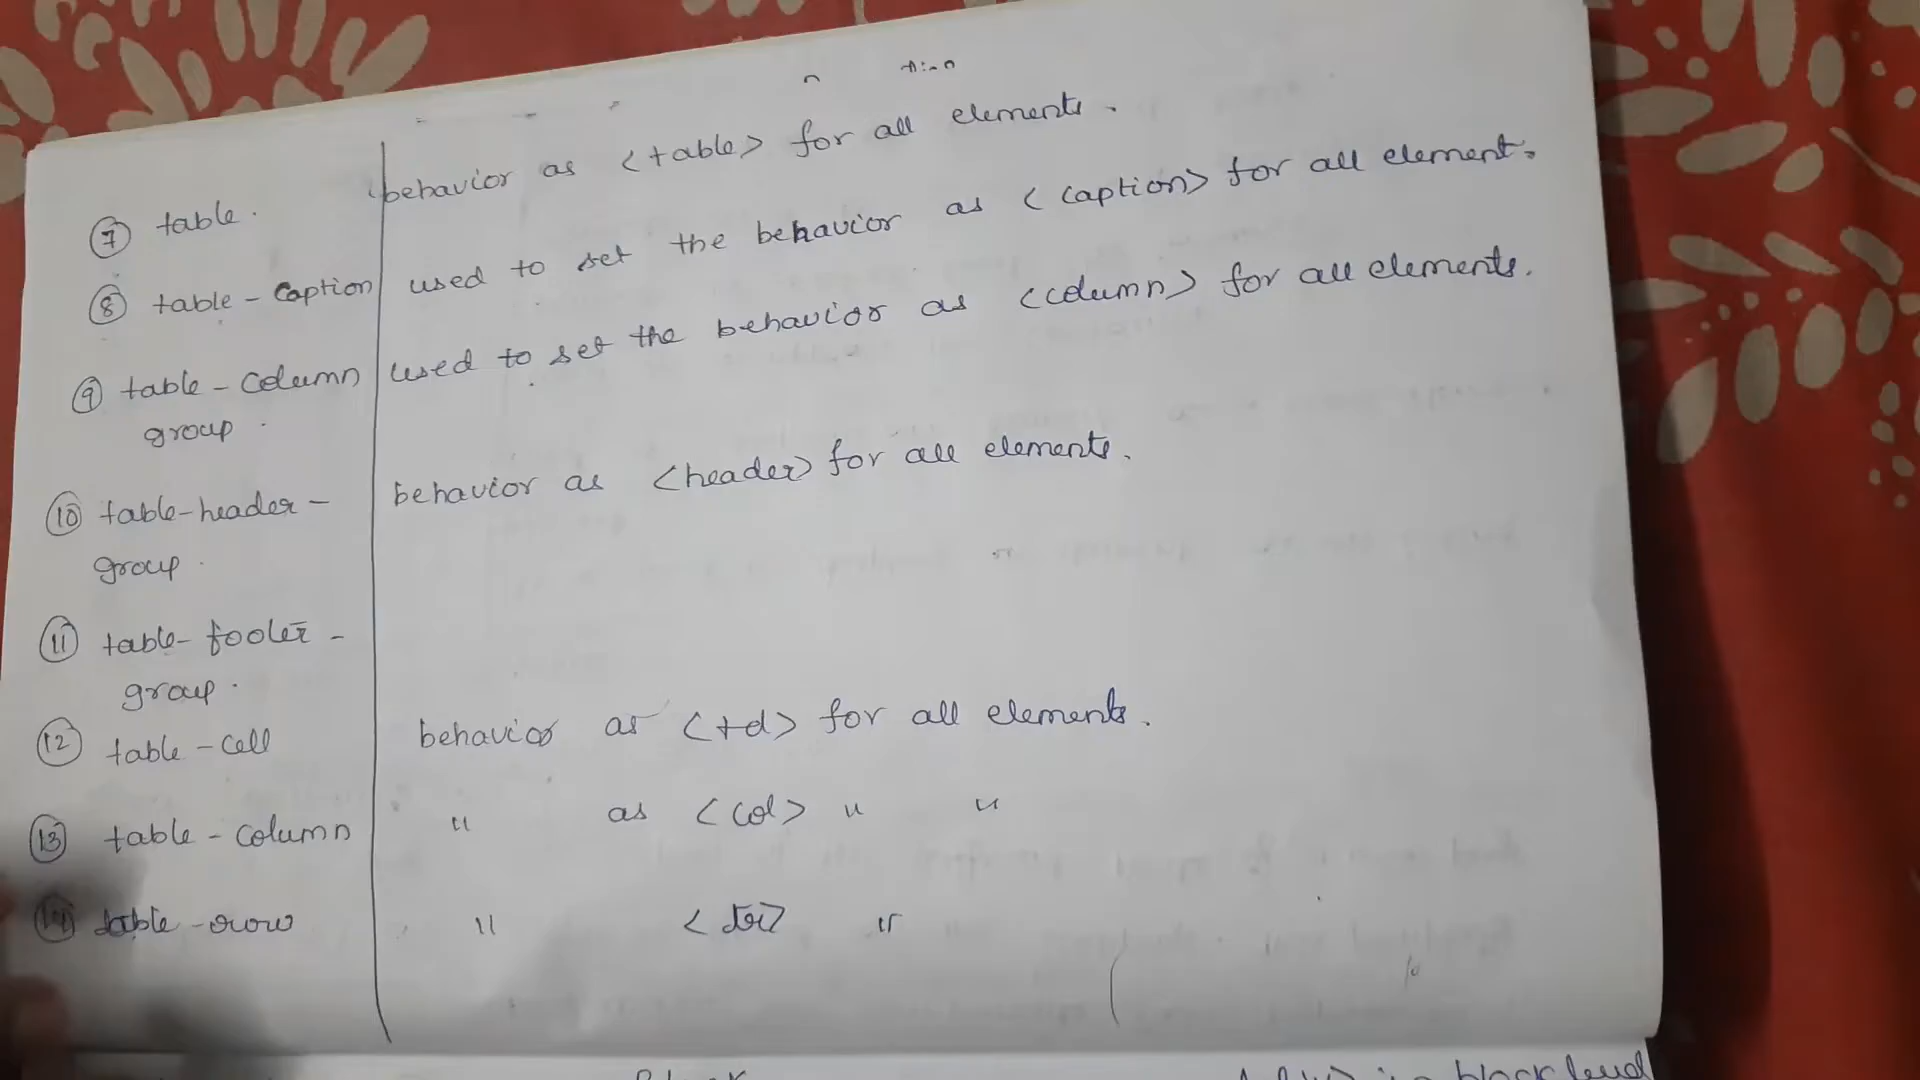 ⑦ table. behavior as <table> for all elements.
⑧ table - caption used to set the behavior as <caption> for all element.
⑨ table - column used to set the behavior as <column> for all elements.
group.
⑩ table-header - behavior as <header> for all elements.
group.
⑪ table- footer -
group.
⑫ table - cell behavior as <td> for all elements.
⑬ table - column " as <col> " "
⑭ table - row " <tr> "
block level